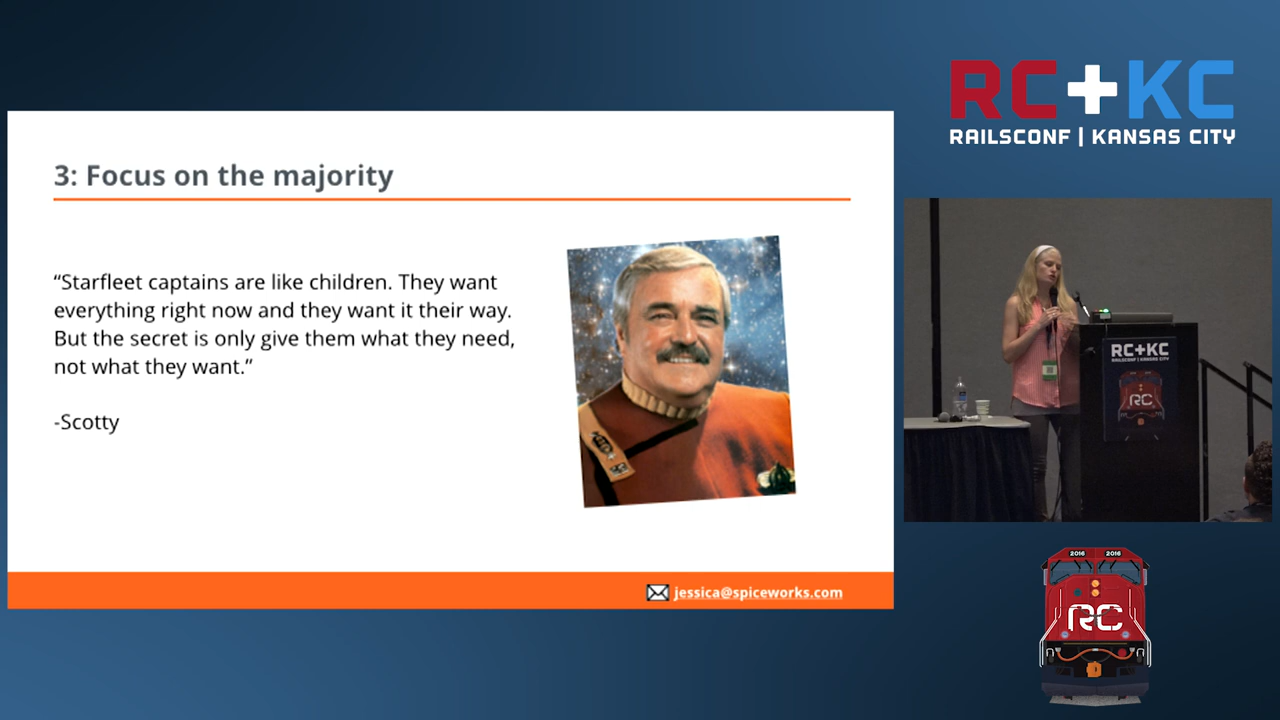 3: Focus on the majority
“Starfleet captains are like children. They want
everything right now and they want it their way.
But the secret is only give them what they need,
not what they want.”
-Scotty
jessica@spiceworks.com
RC+KC
RAILSCONF | KANSAS CITY
RC+KC
RAILSCONF | KANSAS CITY
RC
2016 2016
RC